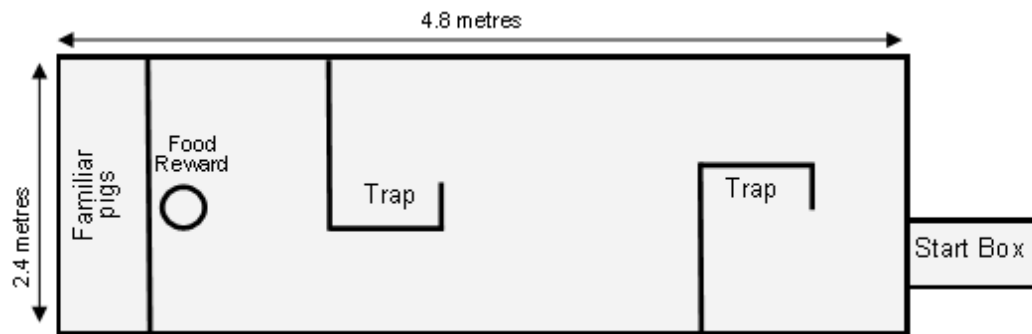 4.8 metres
2.4 metres
Familiar
pigs
Food
Reward
Trap
Trap
Start Box